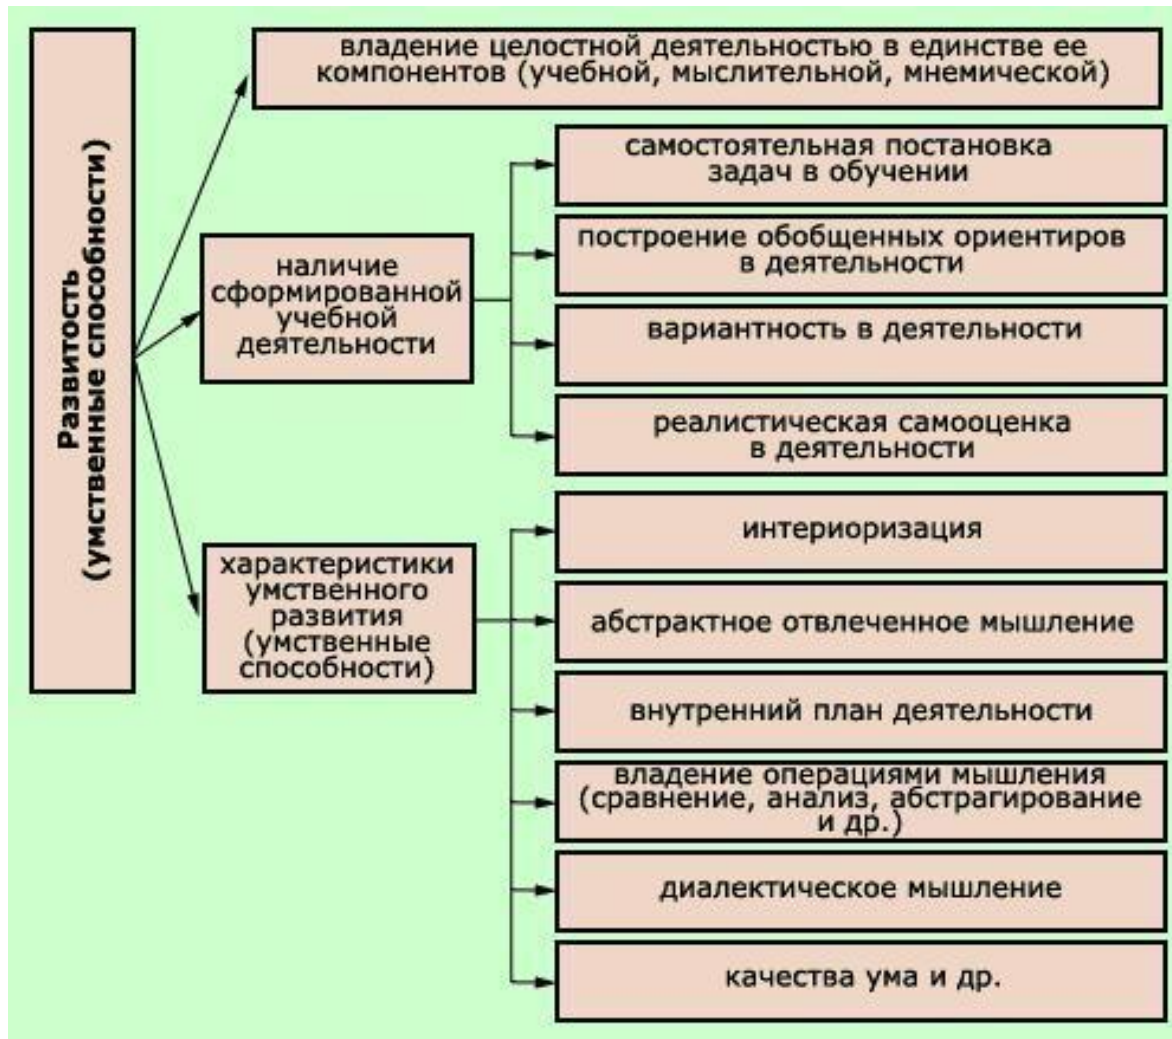 Развитость
(умственные способности)
владение целостной деятельностью в единстве ее
компонентов (учебной, мыслительной, мнемической)
наличие
сформированной
учебной
деятельности
самостоятельная постановка
задач в обучении
построение обобщенных ориентиров
в деятельности
вариантность в деятельности
реалистическая самооценка
в деятельности
характеристики
умственного
развития
(умственные
способности)
интериоризация
абстрактное отвлеченное мышление
внутренний план деятельности
владение операциями мышления
(сравнение, анализ, абстрагирование
и др.)
диалектическое мышление
качества ума и др.